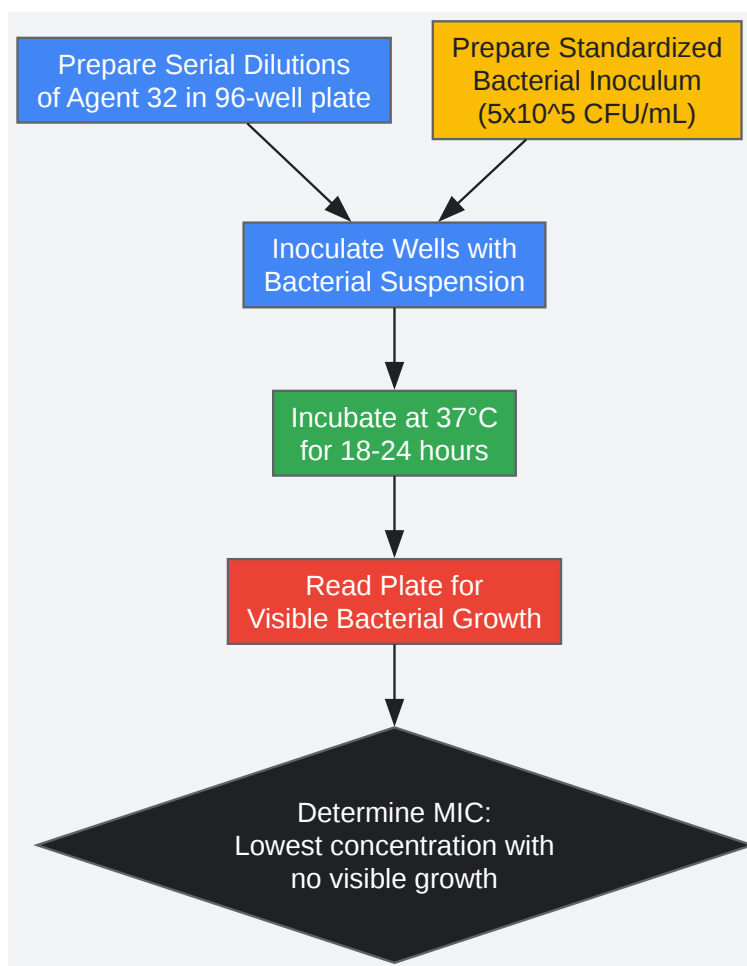 Prepare Serial Dilutions
of Agent 32 in 96-well plate
Prepare Standardized
Bacterial Inoculum
(5x10^5 CFU/mL)
Inoculate Wells with
Bacterial Suspension
Incubate at 37°C
for 18-24 hours
Read Plate for
Visible Bacterial Growth
Determine MIC:
Lowest concentration with
no visible growth